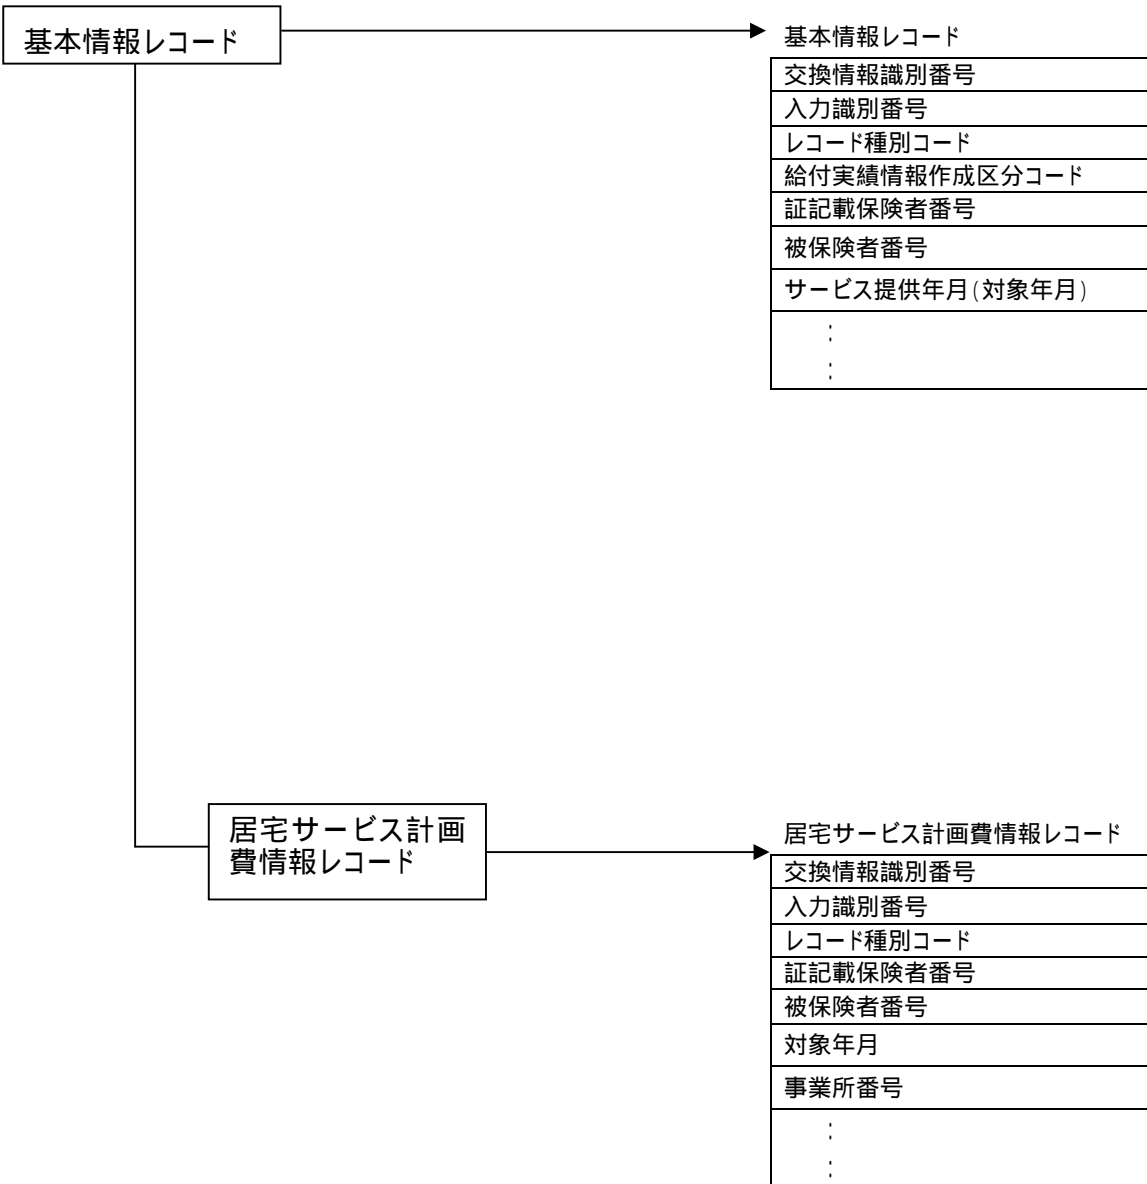 基本情報レコード
基本情報レコード
交換情報識別番号
入力識別番号
レコード種別コード
給付実績情報作成区分コード
証記載保険者番号
被保険者番号
サービス提供年月(対象年月)
:
:
居宅サービス計画
費情報レコード
居宅サービス計画費情報レコード
交換情報識別番号
入力識別番号
レコード種別コード
証記載保険者番号
被保険者番号
対象年月
事業所番号
:
: